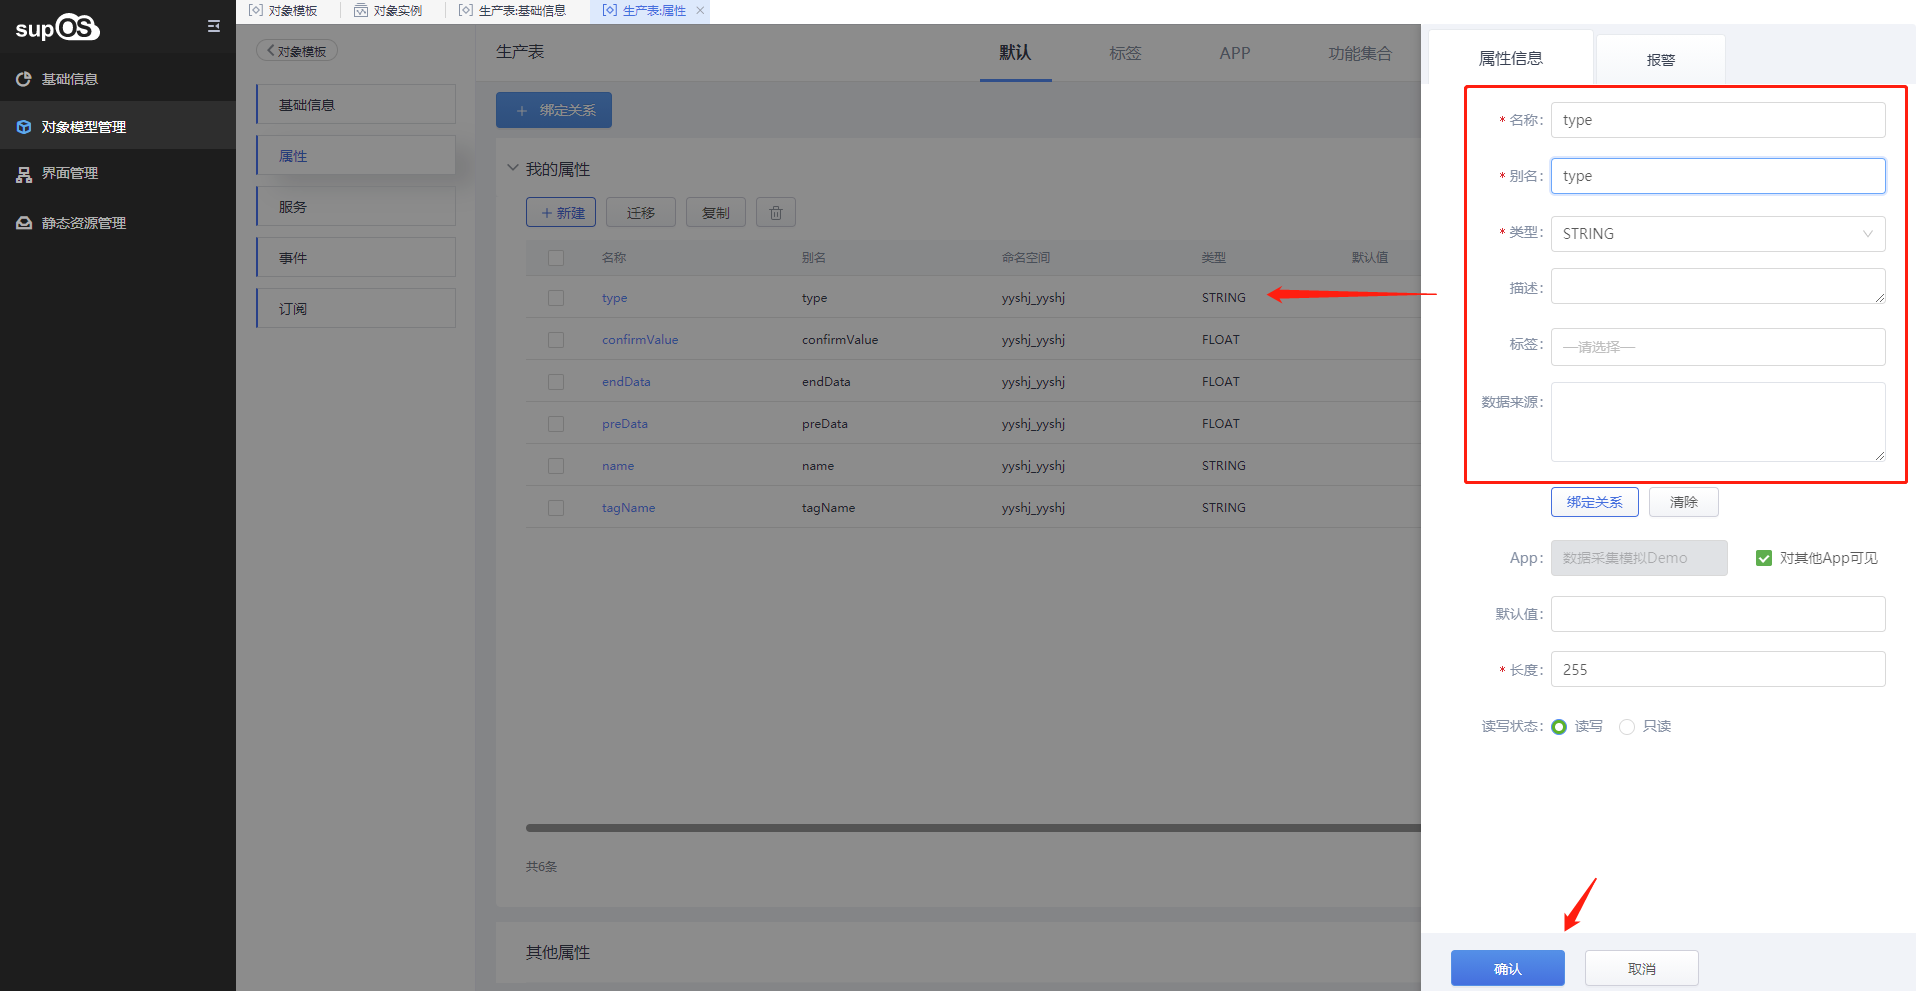 supOS
基础信息
对象模型管理
界面管理
静态资源管理
对象模板
对象实例
生产表:基础信息
生产表:属性
对象模板
基础信息
属性
服务
事件
订阅
生产表
默认
标签
APP
功能集合
+ 绑定关系
我的属性
+ 新建
迁移
复制
名称 别名 命名空间 类型 默认值
type type yyshj_yyshj STRING
confirmValue confirmValue yyshj_yyshj FLOAT
endData endData yyshj_yyshj FLOAT
preData preData yyshj_yyshj FLOAT
name name yyshj_yyshj STRING
tagName tagName yyshj_yyshj STRING
共6条
其他属性
属性信息
报警
* 名称: type
* 别名: type
* 类型: STRING
描述:
标签: —请选择—
数据来源:
绑定关系 清除
App: 数据采集模拟Demo 对其他App可见
默认值:
* 长度: 255
读写状态: 读写 只读
确认 取消